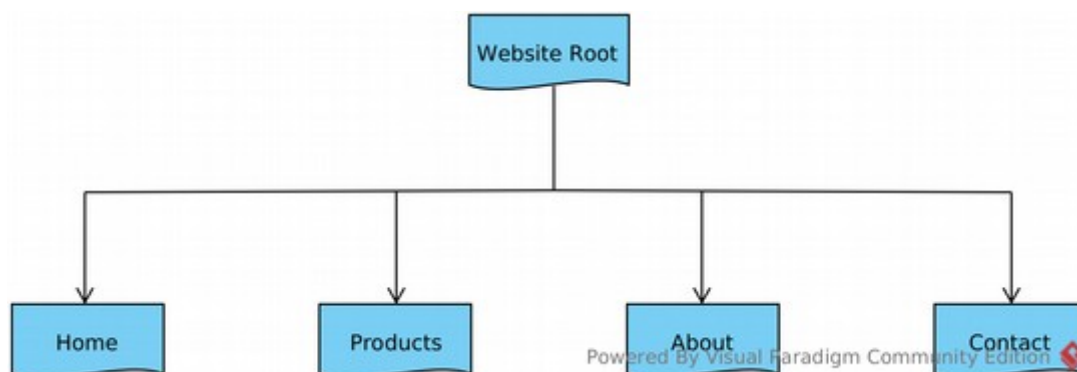 Website Root
Home
Products
About
Contact
Powered By Visual Paradigm Community Edition